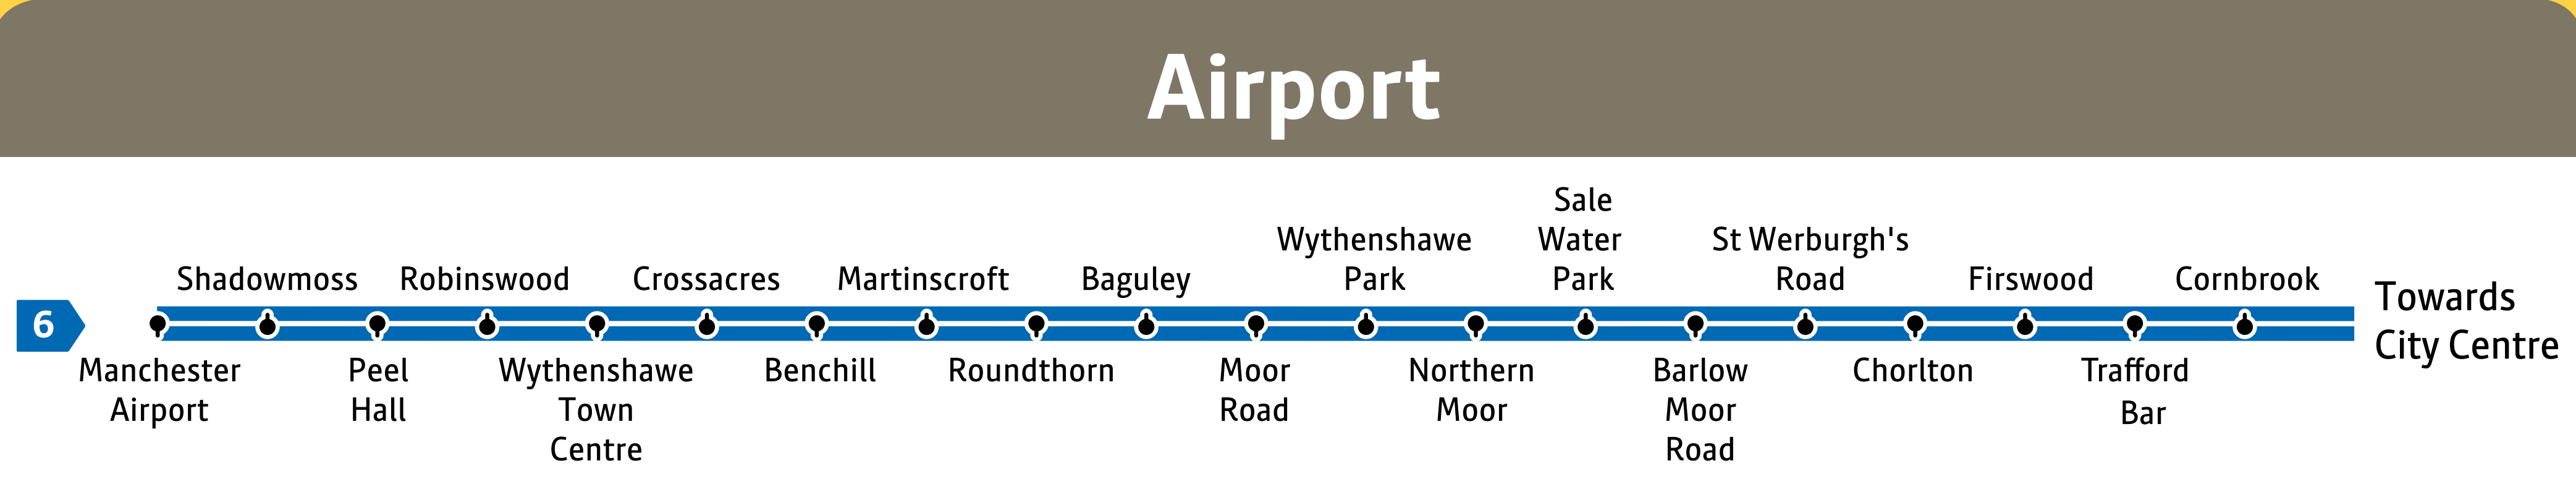 Airport
6
Manchester
Airport
Shadowmoss
Peel
Hall
Robinswood
Wythenshawe
Town
Centre
Crossacres
Benchill
Martinscroft
Roundthorn
Baguley
Moor
Road
Wythenshawe
Park
Northern
Moor
Sale
Water
Park
Barlow
Moor
Road
St Werburgh's
Road
Chorlton
Firswood
Trafford
Bar
Cornbrook
Towards
City Centre